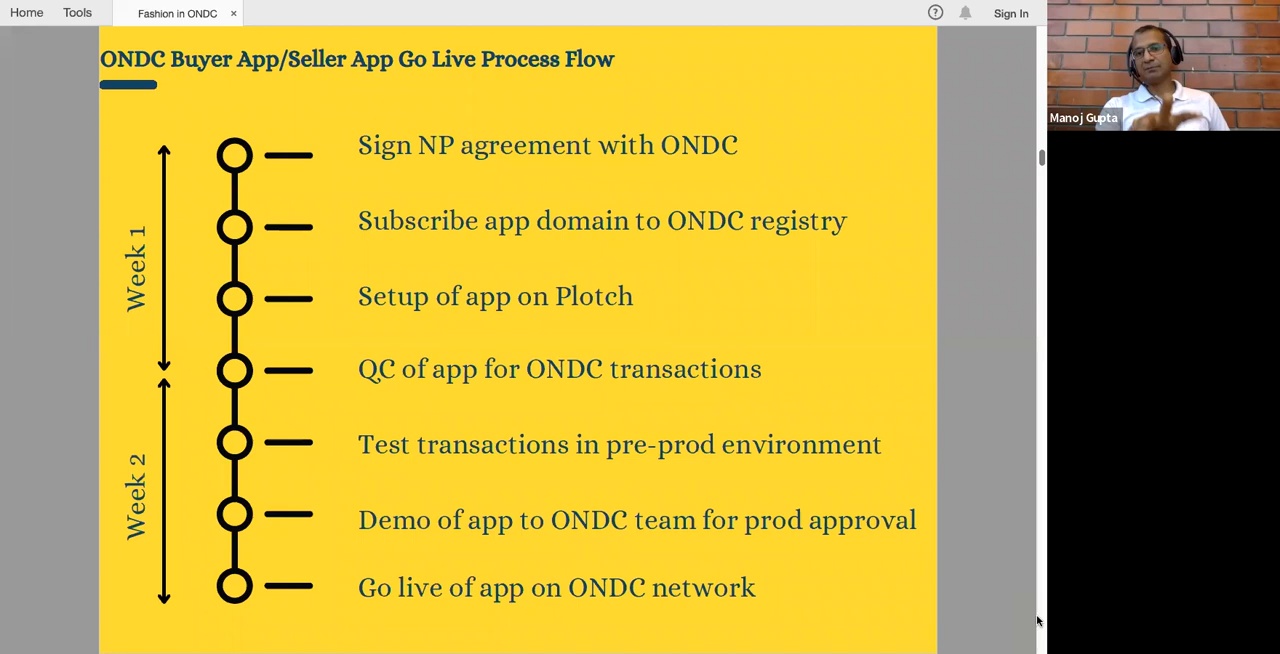 Home Tools Fashion in ONDC × ? Sign In
ONDC Buyer App/Seller App Go Live Process Flow
Sign NP agreement with ONDC
Subscribe app domain to ONDC registry
Week 1
Setup of app on Plotch
QC of app for ONDC transactions
Test transactions in pre-prod environment
Week 2
Demo of app to ONDC team for prod approval
Go live of app on ONDC network
Manoj Gupta